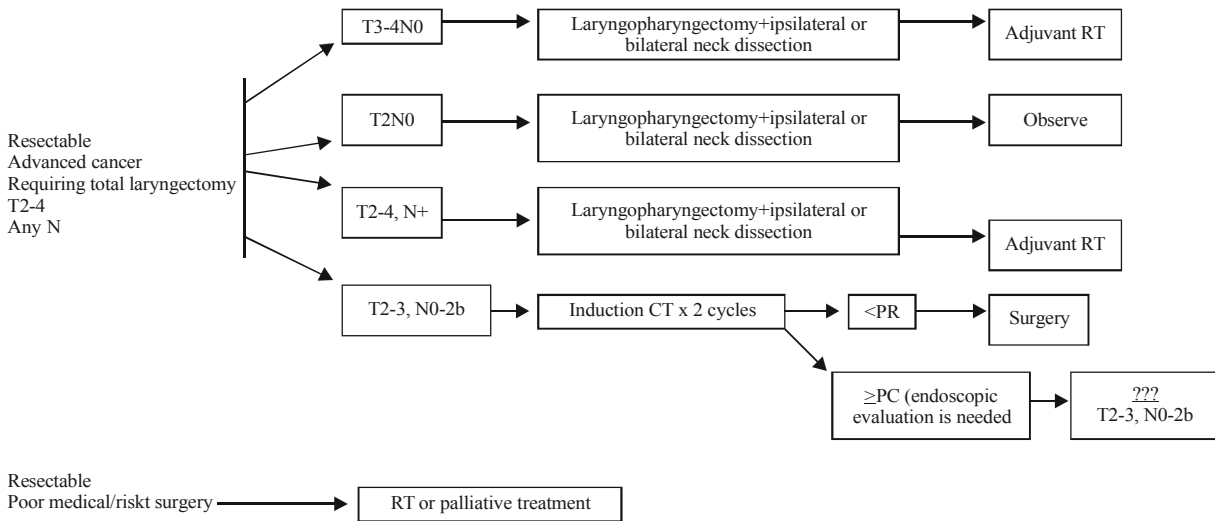 T3-4N0
Laryngopharyngectomy+ipsilateral or
bilateral neck dissection
Adjuvant RT
Resectable
Advanced cancer
Requiring total laryngectomy
T2-4
Any N
T2N0
Laryngopharyngectomy+ipsilateral or
bilateral neck dissection
Observe
T2-4, N+
Laryngopharyngectomy+ipsilateral or
bilateral neck dissection
Adjuvant RT
T2-3, N0-2b
Induction CT x 2 cycles
<PR
Surgery
≥PC (endoscopic
evaluation is needed
???
T2-3, N0-2b
Resectable
Poor medical/riskt surgery
RT or palliative treatment